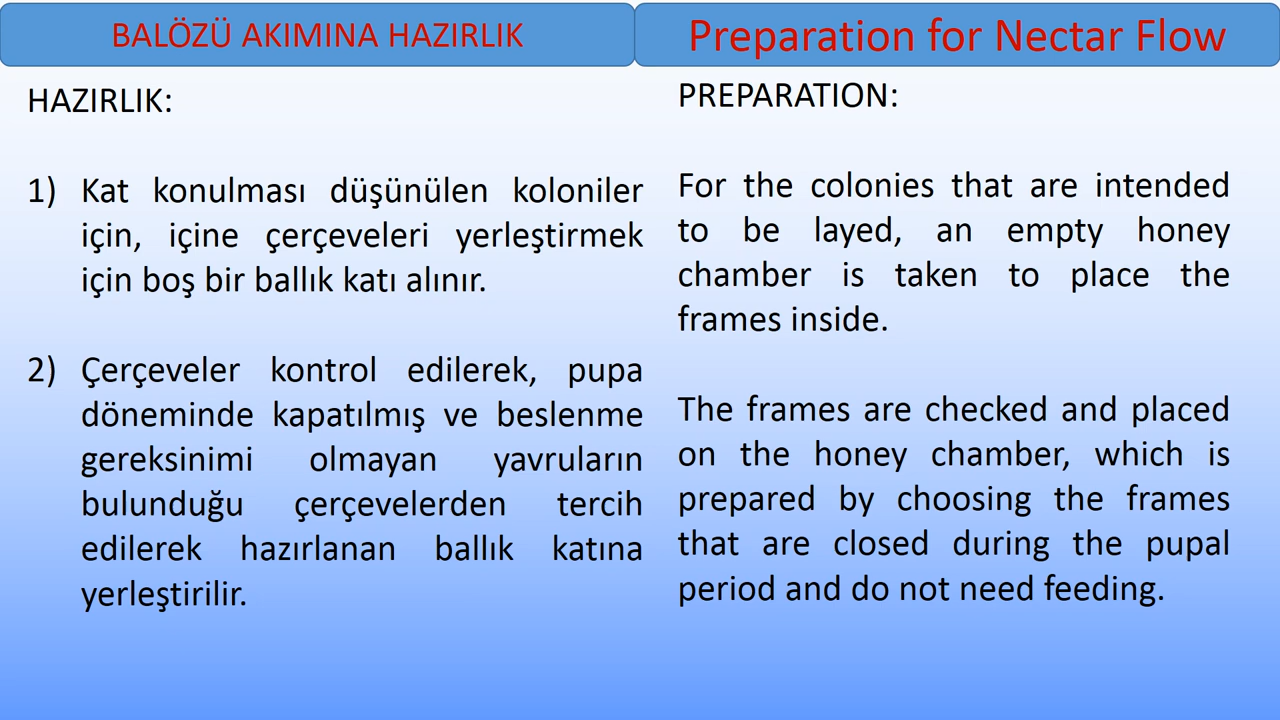 BALÖZÜ AKIMINA HAZIRLIK
HAZIRLIK:
1) Kat konulması düşünülen koloniler
için, içine çerçeveleri yerleştirmek
için boş bir ballık katı alınır.
2) Çerçeveler kontrol edilerek, pupa
döneminde kapatılmış ve beslenme
gereksinimi olmayan yavruların
bulunduğu çerçevelerden tercih
edilerek hazırlanan ballık katına
yerleştirilir.
Preparation for Nectar Flow
PREPARATION:
For the colonies that are intended
to be layed, an empty honey
chamber is taken to place the
frames inside.
The frames are checked and placed
on the honey chamber, which is
prepared by choosing the frames
that are closed during the pupal
period and do not need feeding.